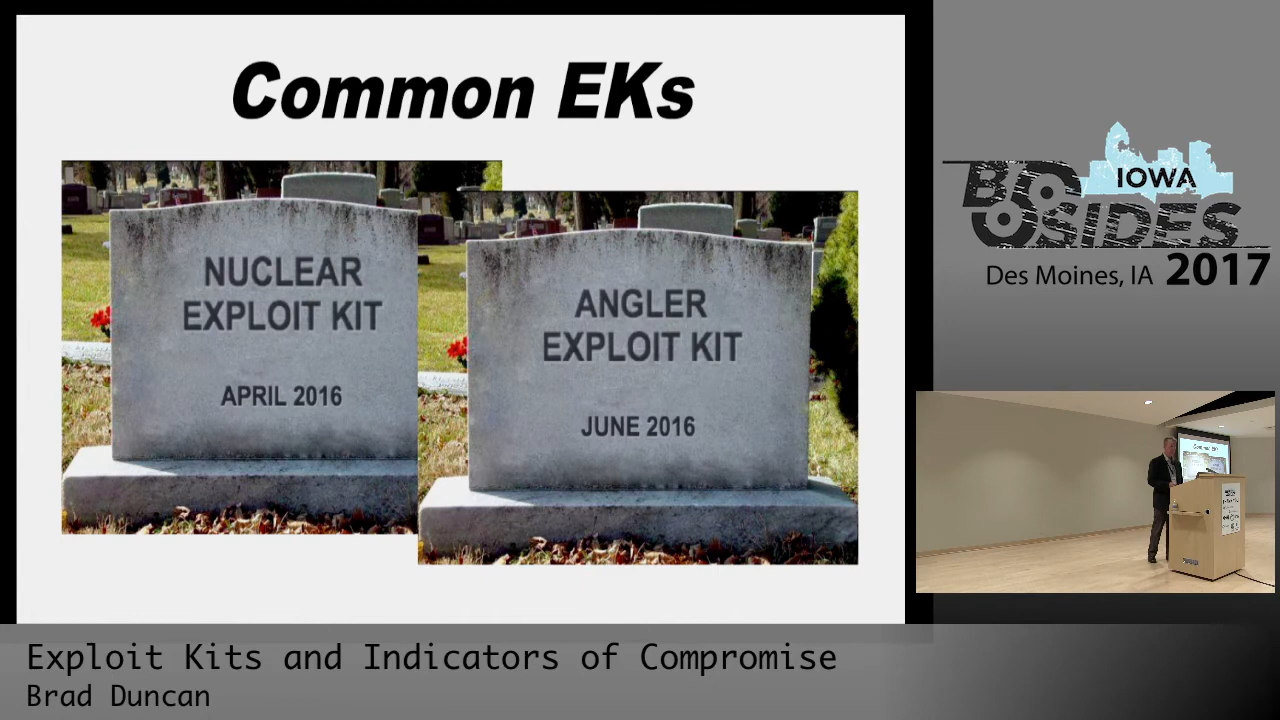 Common EKs
NUCLEAR
EXPLOIT KIT
APRIL 2016
ANGLER
EXPLOIT KIT
JUNE 2016
IOWA
BSIDES
Des Moines, IA 2017
Exploit Kits and Indicators of Compromise
Brad Duncan